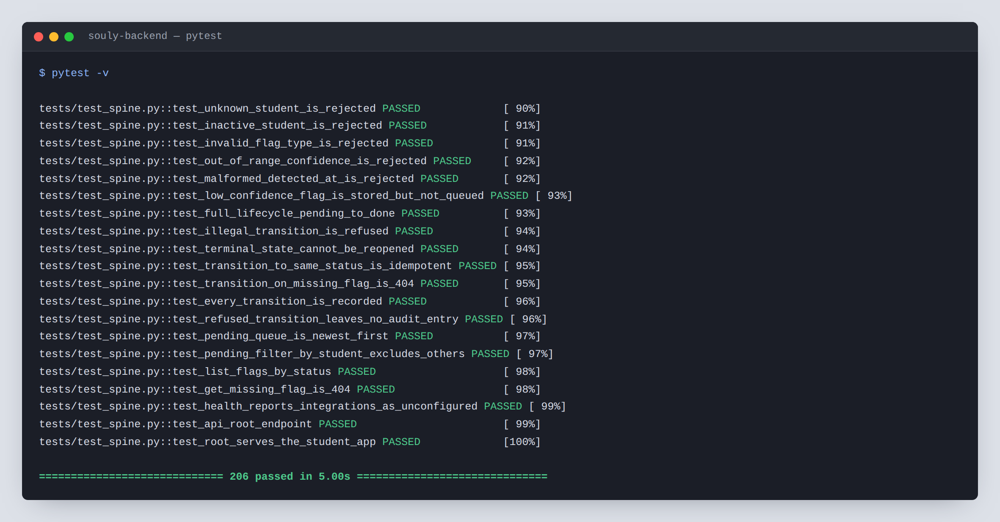 souly-backend — pytest
$ pytest -v
tests/test_spine.py::test_unknown_student_is_rejected PASSED             [ 90%]
tests/test_spine.py::test_inactive_student_is_rejected PASSED            [ 91%]
tests/test_spine.py::test_invalid_flag_type_is_rejected PASSED           [ 91%]
tests/test_spine.py::test_out_of_range_confidence_is_rejected PASSED     [ 92%]
tests/test_spine.py::test_malformed_detected_at_is_rejected PASSED       [ 92%]
tests/test_spine.py::test_low_confidence_flag_is_stored_but_not_queued PASSED [ 93%]
tests/test_spine.py::test_full_lifecycle_pending_to_done PASSED          [ 93%]
tests/test_spine.py::test_illegal_transition_is_refused PASSED           [ 94%]
tests/test_spine.py::test_terminal_state_cannot_be_reopened PASSED       [ 94%]
tests/test_spine.py::test_transition_to_same_status_is_idempotent PASSED [ 95%]
tests/test_spine.py::test_transition_on_missing_flag_is_404 PASSED       [ 95%]
tests/test_spine.py::test_every_transition_is_recorded PASSED            [ 96%]
tests/test_spine.py::test_refused_transition_leaves_no_audit_entry PASSED [ 96%]
tests/test_spine.py::test_pending_queue_is_newest_first PASSED           [ 97%]
tests/test_spine.py::test_pending_filter_by_student_excludes_others PASSED [ 97%]
tests/test_spine.py::test_list_flags_by_status PASSED                    [ 98%]
tests/test_spine.py::test_get_missing_flag_is_404 PASSED                 [ 98%]
tests/test_spine.py::test_health_reports_integrations_as_unconfigured PASSED [ 99%]
tests/test_spine.py::test_api_root_endpoint PASSED                       [ 99%]
tests/test_spine.py::test_root_serves_the_student_app PASSED             [100%]
============================= 206 passed in 5.00s ==============================